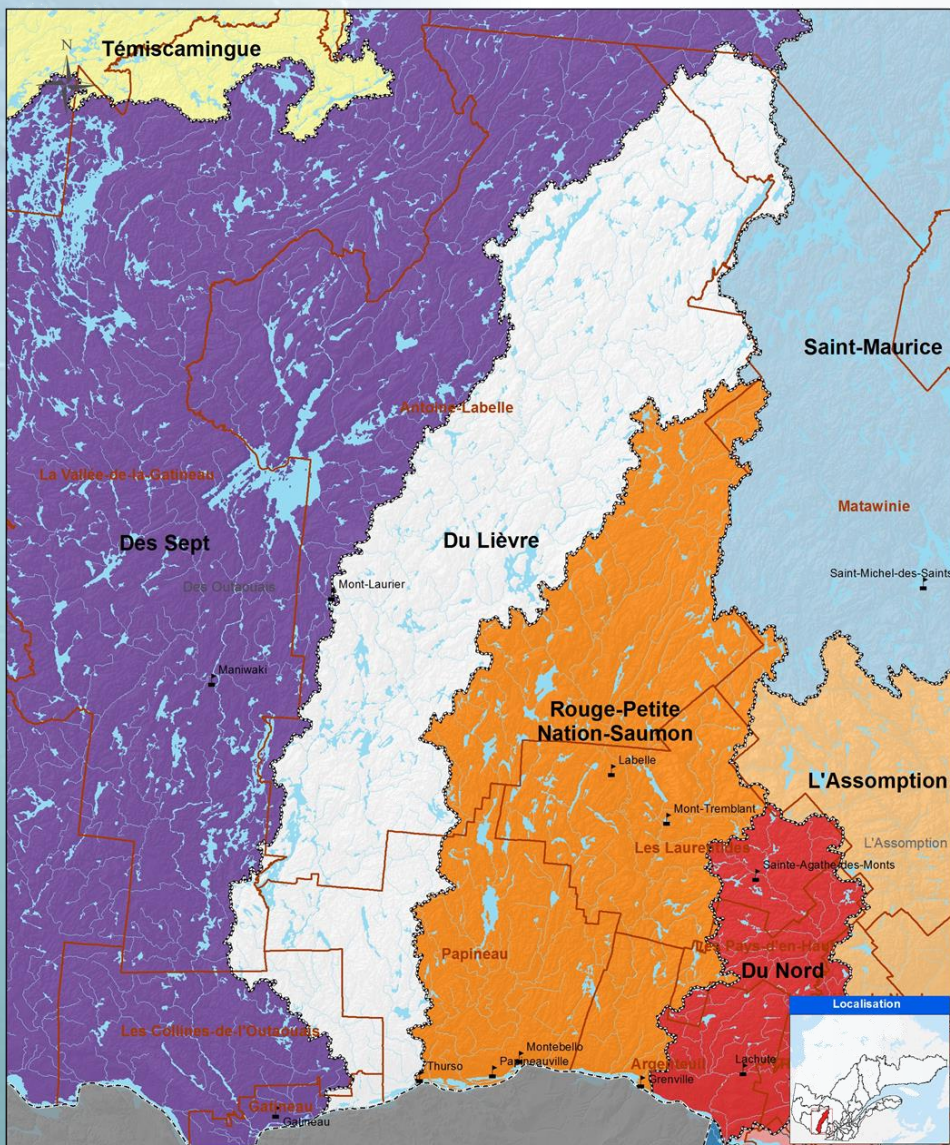 N
Témiscamingue
Saint-Maurice
Antoine-Labelle
La Vallée-de-la-Gatineau
Matawinie
Des Sept
Du Lièvre
Saint-Michel-des-Saints
Des Outaouais
Mont-Laurier
Maniwaki
Rouge-Petite
Nation-Saumon
Labelle
L'Assomption
Mont-Tremblant
Les Laurentides
L'Assomption
Sainte-Agathe-des-Monts
Papineau
Les Pays-d'en-Haut
Du Nord
Localisation
Les Collines-de-l'Outaouais
Montebello
Papineauville
Thurso
Argenteuil
Lachute
Grenville
Gatineau
Gatineau